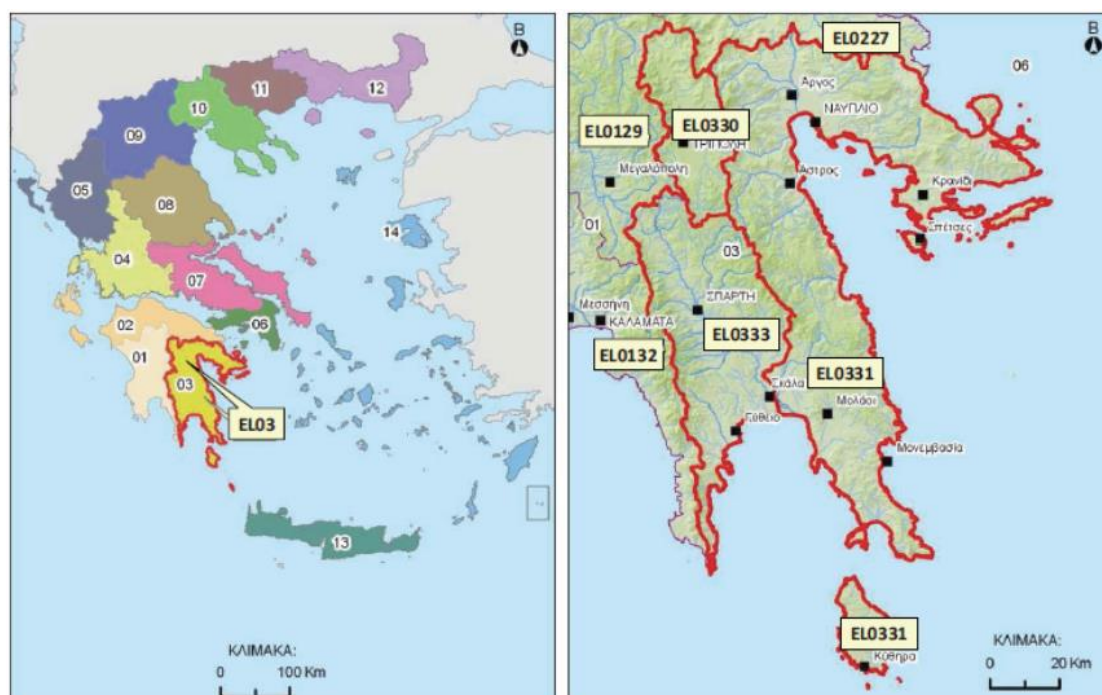 B
12
11
10
09
05
08
14
04
07
06
02
01
03
EL03
13
ΚΛΙΜΑΚΑ:
0 100 Km
B
EL0227
06
Άργος
ΝΑΥΠΛΙΟ
EL0129
EL0330
ΤΡΙΠΟΛΗ
Μεγαλόπολη
Άστρος
Κρανίδι
Σπέτσες
01
03
ΣΠΑΡΤΗ
Μεσσήνη
ΚΑΛΑΜΑΤΑ
EL0333
EL0132
EL0331
Σκάλα
Μολάοι
Γύθειο
Μονεμβασία
EL0331
Κύθηρα
ΚΛΙΜΑΚΑ:
0 20 Km